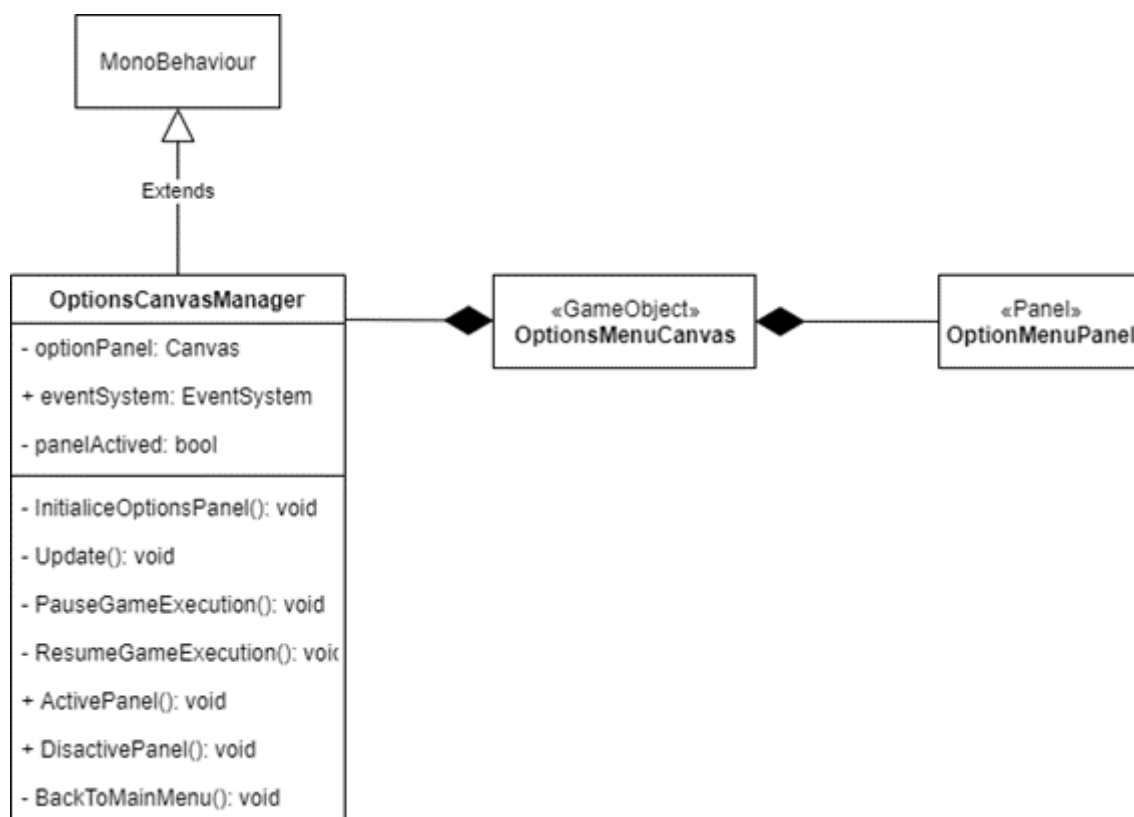 MonoBehaviour
Extends
OptionsCanvasManager
- optionPanel: Canvas
+ eventSystem: EventSystem
- panelActived: bool
- InitialiceOptionsPanel(): void
- Update(): void
- PauseGameExecution(): void
- ResumeGameExecution(): void
+ ActivePanel(): void
+ DisactivePanel(): void
- BackToMainMenu(): void
«GameObject»
OptionsMenuCanvas
«Panel»
OptionMenuPanel